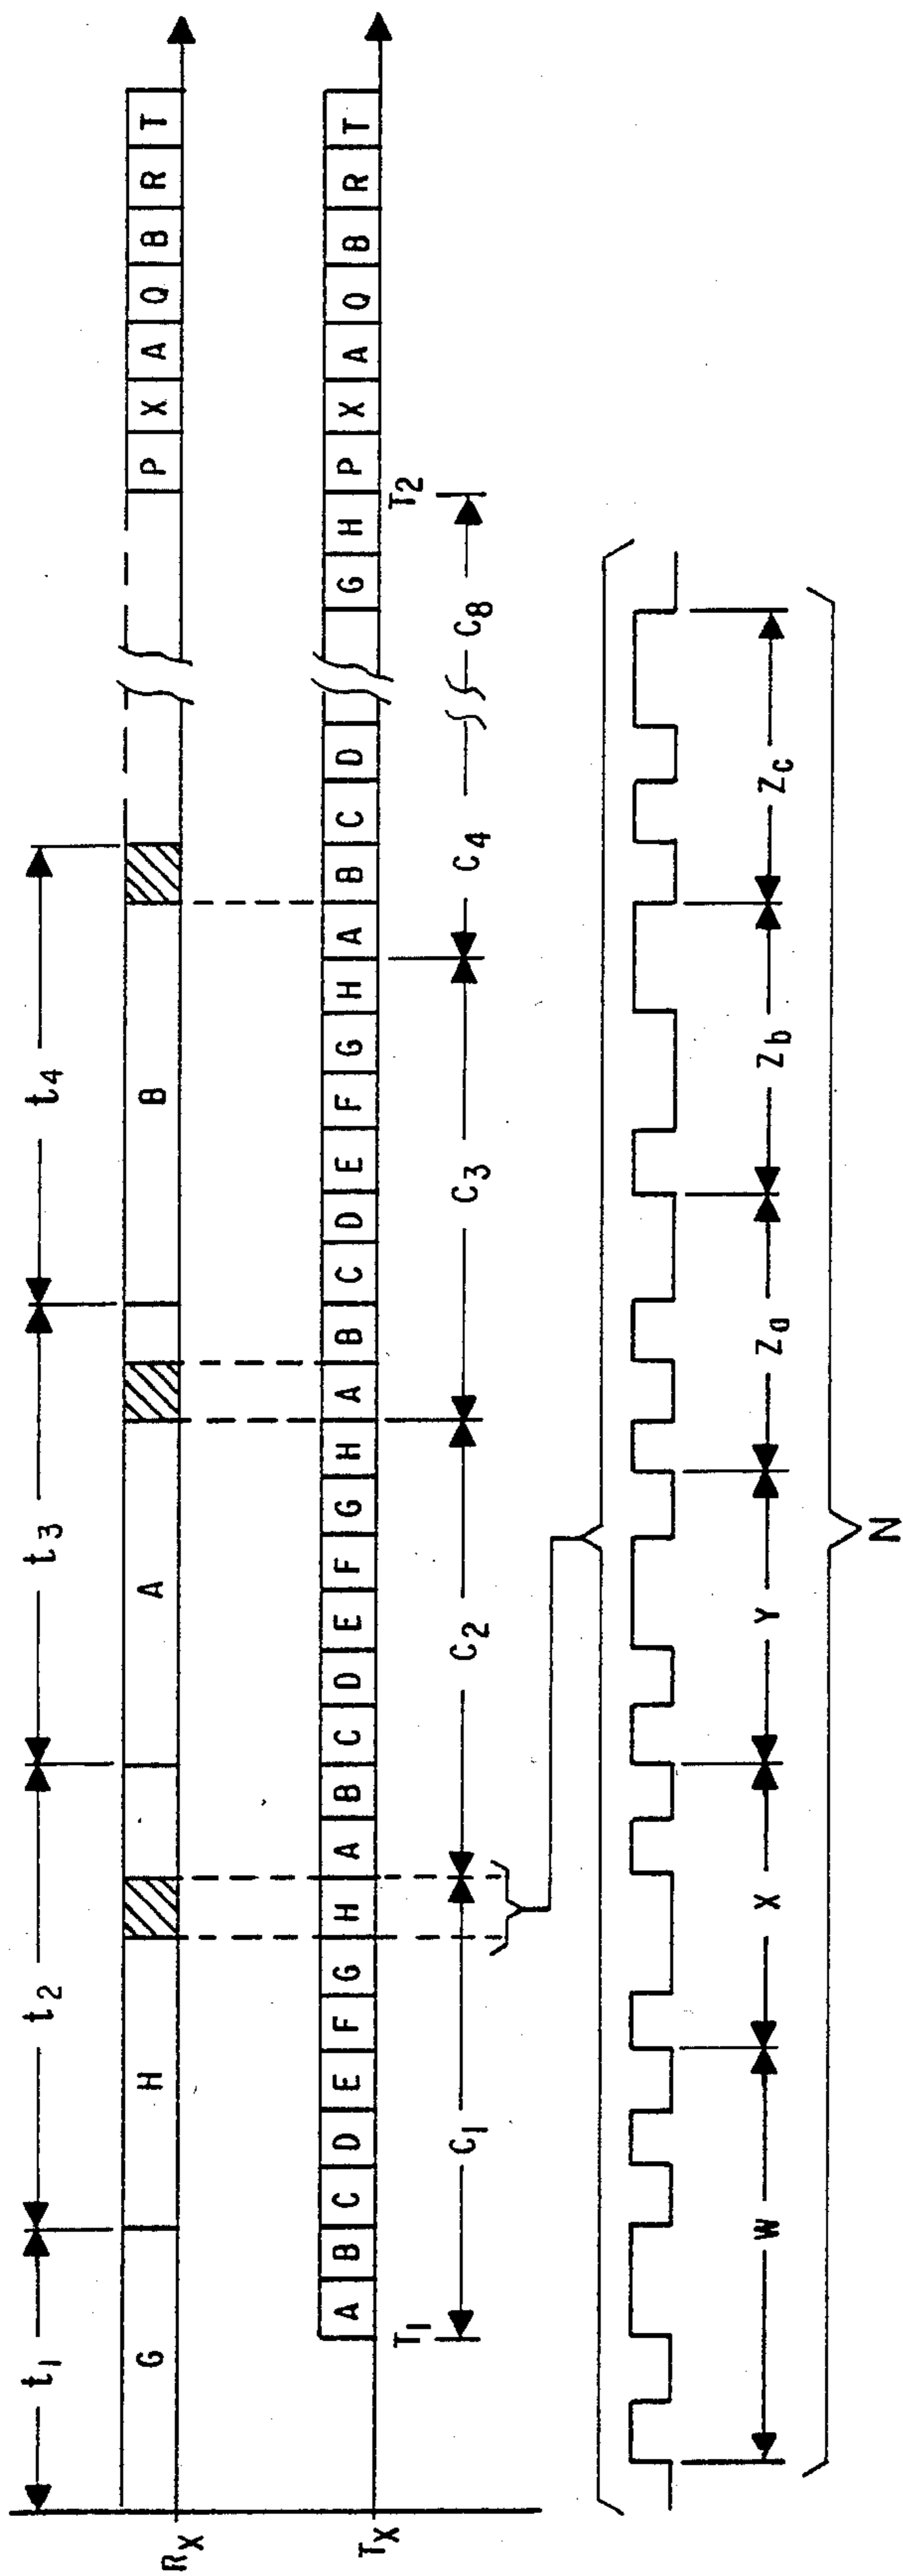 t1 t2 t3 t4
RX G H A B P X A Q B R T
TX A B C D E F G H A B C D E F G H A B C D E F G H A B C D G H P X A Q B R T
T1 T2
C1 C2 C3 C4 C8
W X Y Za Zb Zc
N